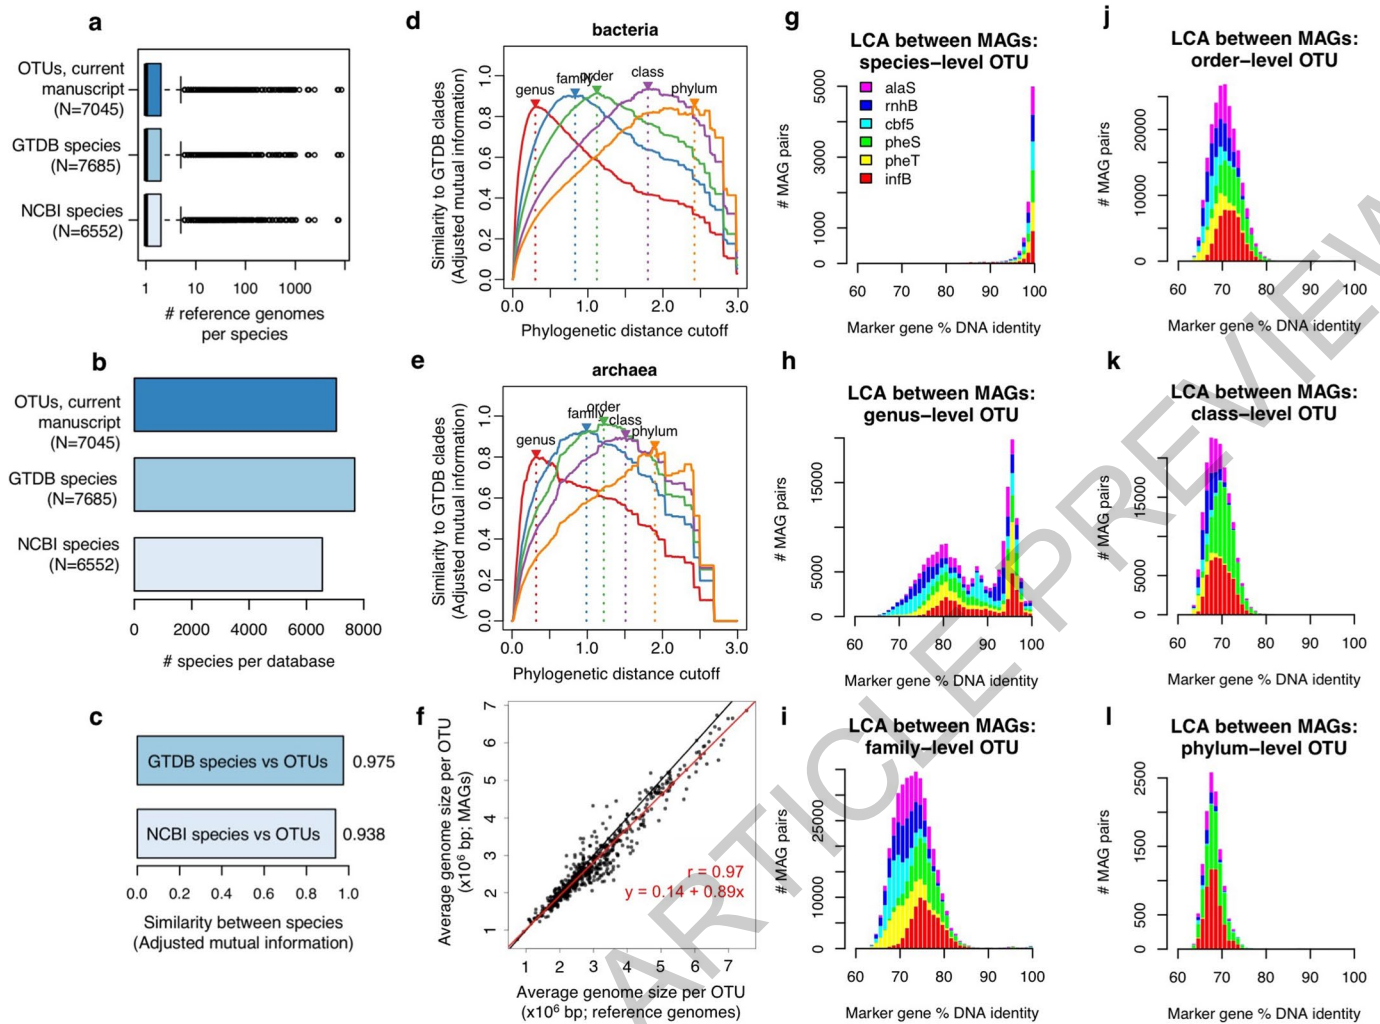 a
OTUs, current
manuscript
(N=7045)
GTDB species
(N=7685)
NCBI species
(N=6552)
1
10
100
1000
# reference genomes
per species
b
OTUs, current
manuscript
(N=7045)
GTDB species
(N=7685)
NCBI species
(N=6552)
0
2000
4000
6000
8000
# species per database
c
GTDB species vs OTUs
0.975
NCBI species vs OTUs
0.938
0.0
0.2
0.4
0.6
0.8
1.0
Similarity between species
(Adjusted mutual information)
d
bacteria
Similarity to GTDB clades
(Adjusted mutual information)
1.0
0.8
0.6
0.4
0.2
0.0
genus
family
order
class
phylum
0.0
1.0
2.0
3.0
Phylogenetic distance cutoff
e
archaea
Similarity to GTDB clades
(Adjusted mutual information)
1.0
0.8
0.6
0.4
0.2
0.0
genus
family
order
class
phylum
0.0
1.0
2.0
3.0
Phylogenetic distance cutoff
f
Average genome size per OTU
(x10⁶ bp; MAGs)
7
6
5
4
3
2
1
r = 0.97
y = 0.14 + 0.89x
1
2
3
4
5
6
7
Average genome size per OTU
(x10⁶ bp; reference genomes)
g
LCA between MAGs:
species-level OTU
# MAG pairs
5000
3000
1000
0
alaS
rnhB
cbf5
pheS
pheT
infB
60
70
80
90
100
Marker gene % DNA identity
h
LCA between MAGs:
genus-level OTU
# MAG pairs
15000
5000
0
60
70
80
90
100
Marker gene % DNA identity
i
LCA between MAGs:
family-level OTU
# MAG pairs
25000
10000
0
60
70
80
90
100
Marker gene % DNA identity
j
LCA between MAGs:
order-level OTU
# MAG pairs
20000
10000
0
60
70
80
90
100
Marker gene % DNA identity
k
LCA between MAGs:
class-level OTU
# MAG pairs
15000
5000
0
60
70
80
90
100
Marker gene % DNA identity
l
LCA between MAGs:
phylum-level OTU
# MAG pairs
2500
1500
500
0
60
70
80
90
100
Marker gene % DNA identity
ARTICLE PREVIEW